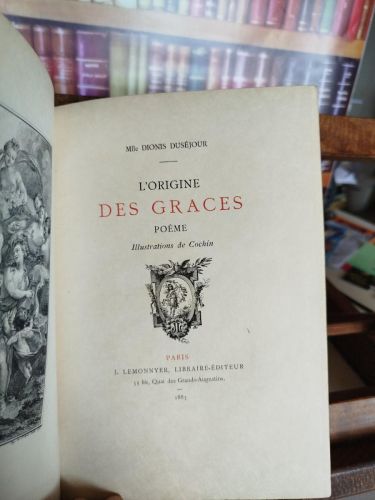 Mlle DIONIS DUSÉJOUR
L'ORIGINE
DES GRACES
POÈME
Illustrations de Cochin
PARIS
J. LEMONNYER, LIBRAIRE-ÉDITEUR
Quai des Grands-Augustins,